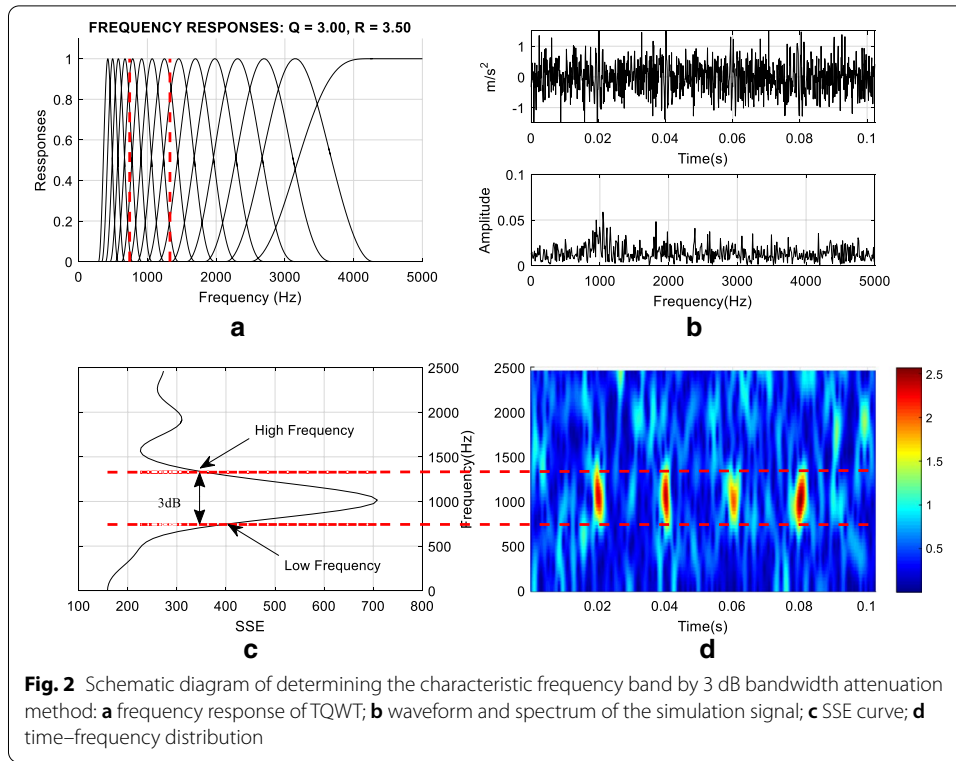 FREQUENCY RESPONSES: Q = 3.00, R = 3.50
Ressponses
1
0.8
0.6
0.4
0.2
0
0 1000 2000 3000 4000 5000
Frequency (Hz)
a
m/s²
1
0
-1
0 0.02 0.04 0.06 0.08 0.1
Time(s)
Amplitude
0.1
0.05
0
0 1000 2000 3000 4000 5000
Frequency(Hz)
b
High Frequency
3dB
Low Frequency
2500
2000
1500
1000
500
0
Frequency(Hz)
100 200 300 400 500 600 700 800
SSE
c
2500
2000
1500
1000
500
0
0.02 0.04 0.06 0.08 0.1
Time(s)
2.5
2
1.5
1
0.5
d
Fig. 2 Schematic diagram of determining the characteristic frequency band by 3 dB bandwidth attenuation
method: a frequency response of TQWT; b waveform and spectrum of the simulation signal; c SSE curve; d
time–frequency distribution